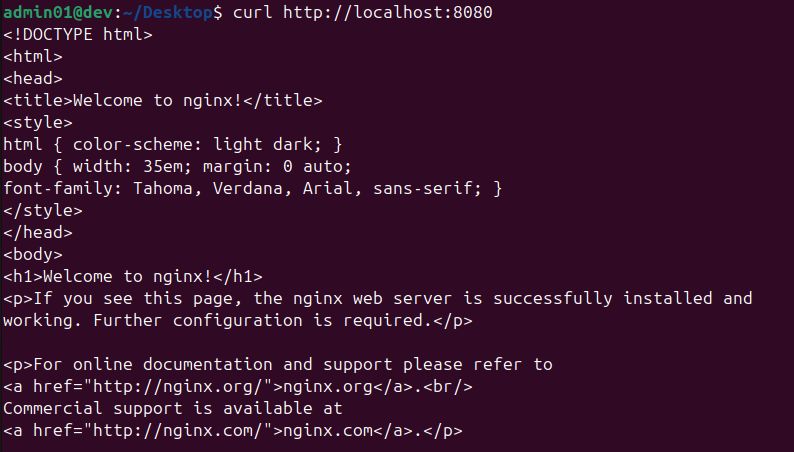 admin01@dev:~/Desktop$ curl http://localhost:8080
<!DOCTYPE html>
<html>
<head>
<title>Welcome to nginx!</title>
<style>
html { color-scheme: light dark; }
body { width: 35em; margin: 0 auto;
font-family: Tahoma, Verdana, Arial, sans-serif; }
</style>
</head>
<body>
<h1>Welcome to nginx!</h1>
<p>If you see this page, the nginx web server is successfully installed and
working. Further configuration is required.</p>

<p>For online documentation and support please refer to
<a href="http://nginx.org/">nginx.org</a>.<br/>
Commercial support is available at
<a href="http://nginx.com/">nginx.com</a>.</p>